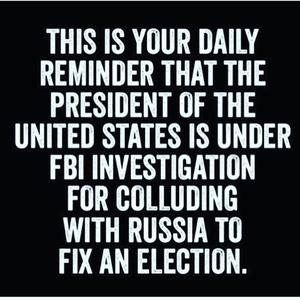 THIS IS YOUR DAILY
REMINDER THAT THE
PRESIDENT OF THE
UNITED STATES IS UNDER
FBI INVESTIGATION
FOR COLLUDING
WITH RUSSIA TO
FIX AN ELECTION.